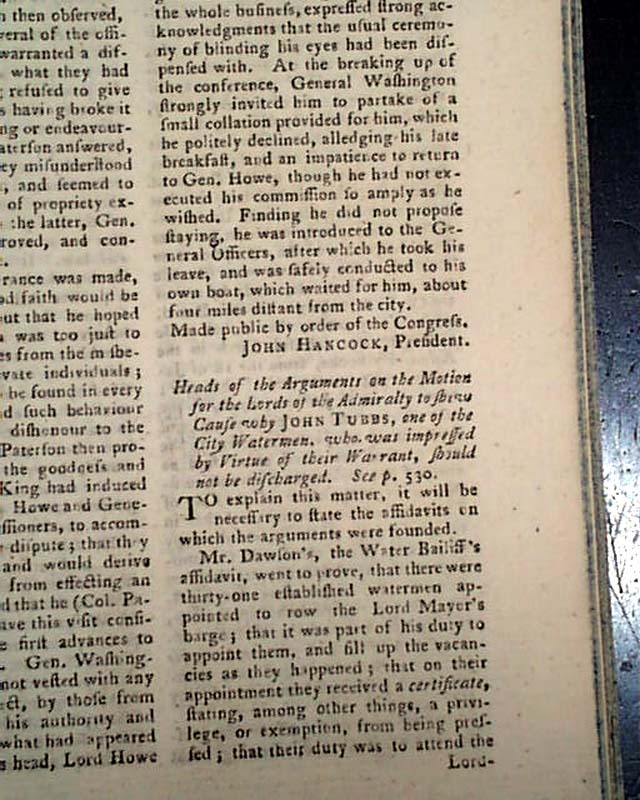 n then observed,
veral of the offi-
warranted a dif-
what they had
; refused to give
s having broke it
ng or endeavour-
aterson answered,
ey misunderstood
, and seemed to
of propriety ex-
the latter, Gen.
roved, and con-
rance was made,
od faith would be
out that he hoped
was too just to
es from them sbe-
vate individuals;
he found in every
d such behaviour
dishonour to the
Paterson then pro-
the goodness and
King had induced
Howe and Gene-
ssioners, to accom-
dispute; that they
and would derive
from effecting an
d that he (Col. Pa-
ave this visit consi-
e first advances to
Gen. Washing-
not vested with any
ect, by those from
his authority and
what had appeared
s head, Lord Howe
the whole business, expressed strong ac-
knowledgments that the usual ceremo-
ny of blinding his eyes had been dis-
pensed with. At the breaking up of
the conference, General Washington
strongly invited him to partake of a
small collation provided for him, which
he politely declined, alledging his late
breakfast, and an impatience to return
to Gen. Howe, though he had not ex-
ecuted his commission so amply as he
wished. Finding he did not propose
staying, he was introduced to the Ge-
neral Officers, after which he took his
leave, and was safely conducted to his
own boat, which waited for him, about
four miles distant from the city.
Made public by order of the Congress.
JOHN HANCOCK, President.
Heads of the Arguments on the Motion
for the Lords of the Admiralty to shew
Cause why JOHN TUBBS, one of the
City Watermen, who was impressed
by Virtue of their Warrant, should
not be discharged. See p. 530.
TO explain this matter, it will be
necessary to state the affidavits on
which the arguments were founded.
Mr. Dawson's, the Water Bailiff's
affidavit, went to prove, that there were
thirty-one established watermen ap-
pointed to row the Lord Mayor's
barge; that it was part of his duty to
appoint them, and fill up the vacan-
cies as they happened; that on their
appointment they received a certificate,
stating, among other things, a privi-
lege, or exemption, from being pres-
sed; that their duty was to attend the
Lord-